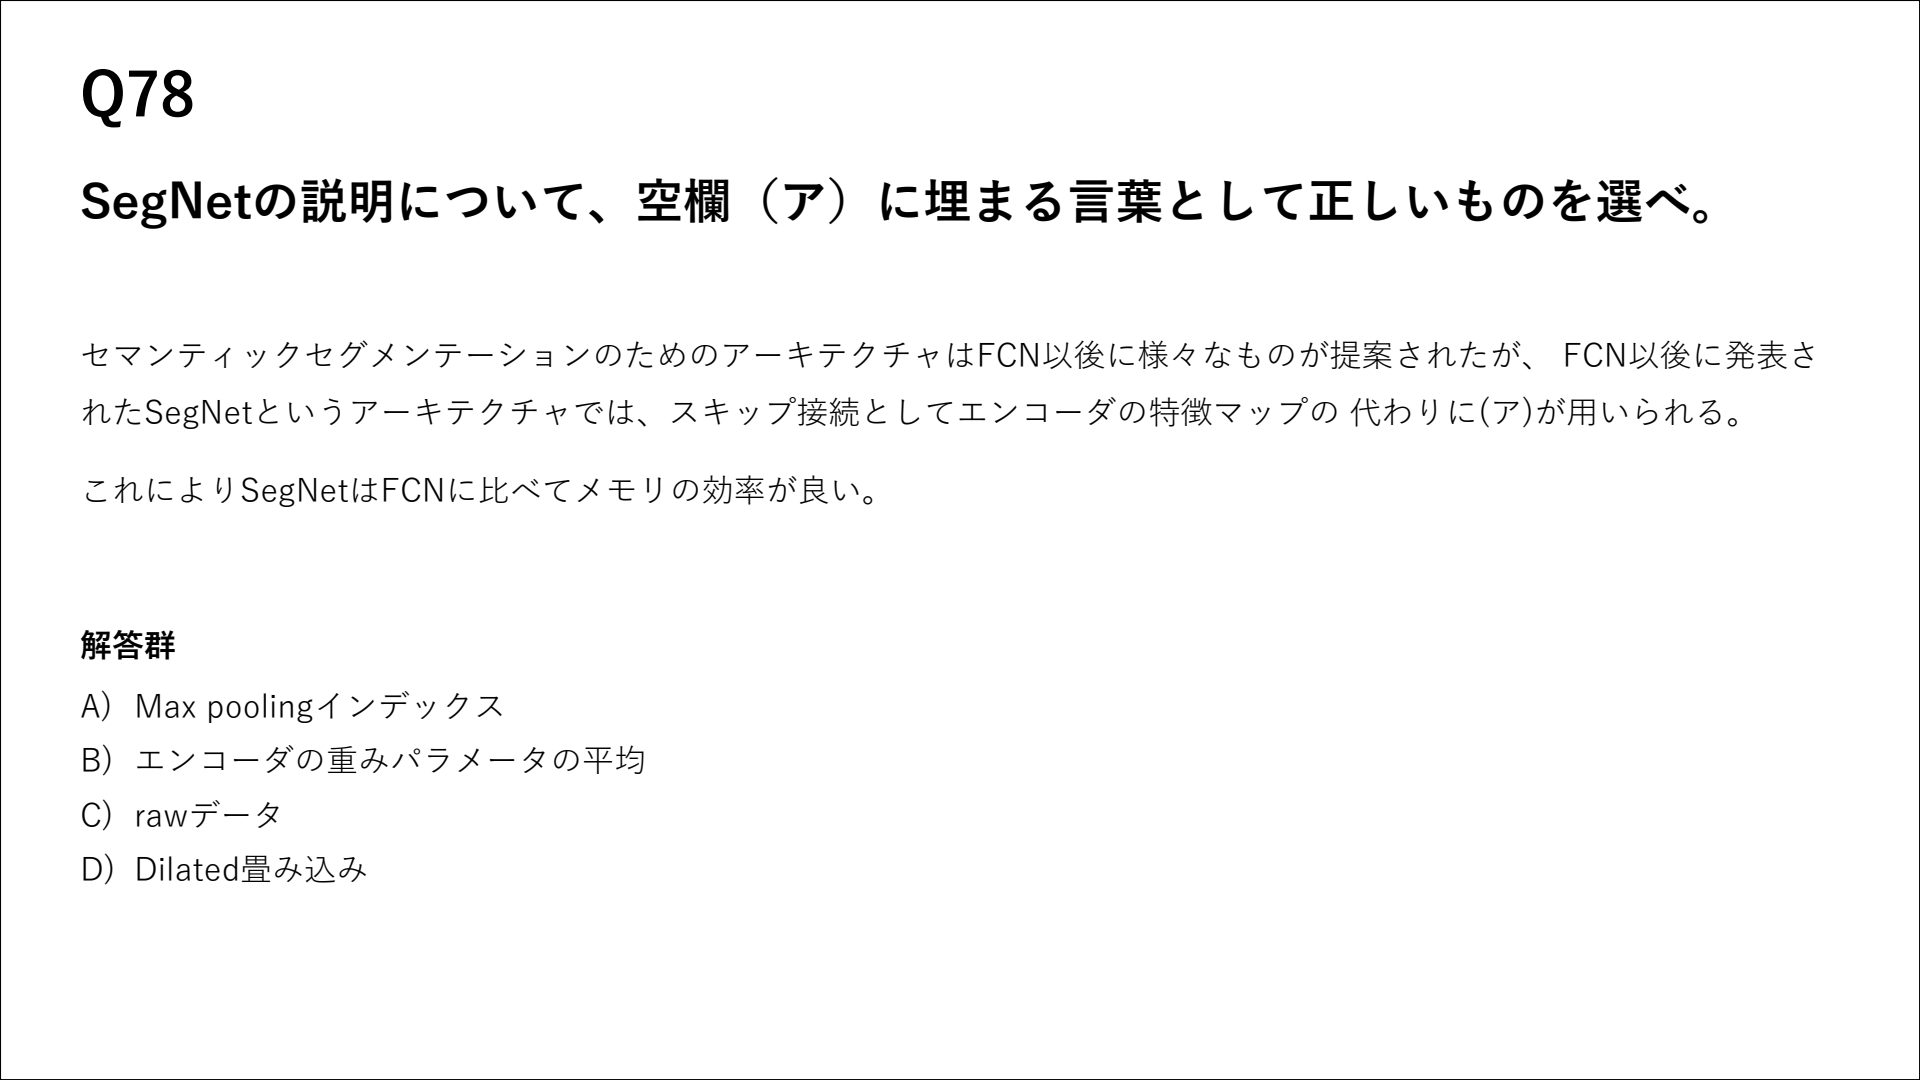 Q78
SegNetの説明について、空欄（ア）に埋まる言葉として正しいものを選べ。
セマンティックセグメンテーションのためのアーキテクチャはFCN以後に様々なものが提案されたが、 FCN以後に発表さ
れたSegNetというアーキテクチャでは、スキップ接続としてエンコーダの特徴マップの 代わりに(ア)が用いられる。
これによりSegNetはFCNに比べてメモリの効率が良い。
解答群
A) Max poolingインデックス
B) エンコーダの重みパラメータの平均
C) rawデータ
D) Dilated畳み込み